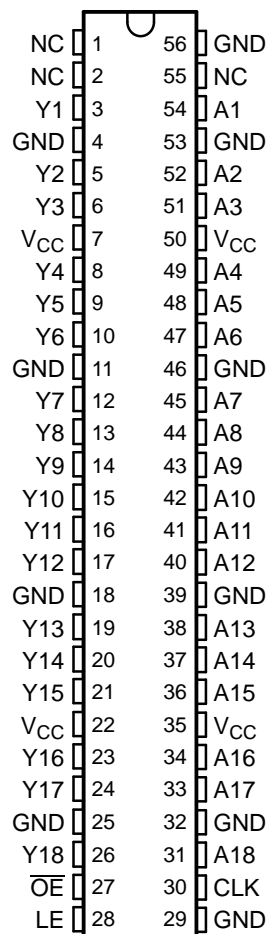 NC 1 56 GND
NC 2 55 NC
Y1 3 54 A1
GND 4 53 GND
Y2 5 52 A2
Y3 6 51 A3
VCC 7 50 VCC
Y4 8 49 A4
Y5 9 48 A5
Y6 10 47 A6
GND 11 46 GND
Y7 12 45 A7
Y8 13 44 A8
Y9 14 43 A9
Y10 15 42 A10
Y11 16 41 A11
Y12 17 40 A12
GND 18 39 GND
Y13 19 38 A13
Y14 20 37 A14
Y15 21 36 A15
VCC 22 35 VCC
Y16 23 34 A16
Y17 24 33 A17
GND 25 32 GND
Y18 26 31 A18
O̅E̅ 27 30 CLK
LE 28 29 GND